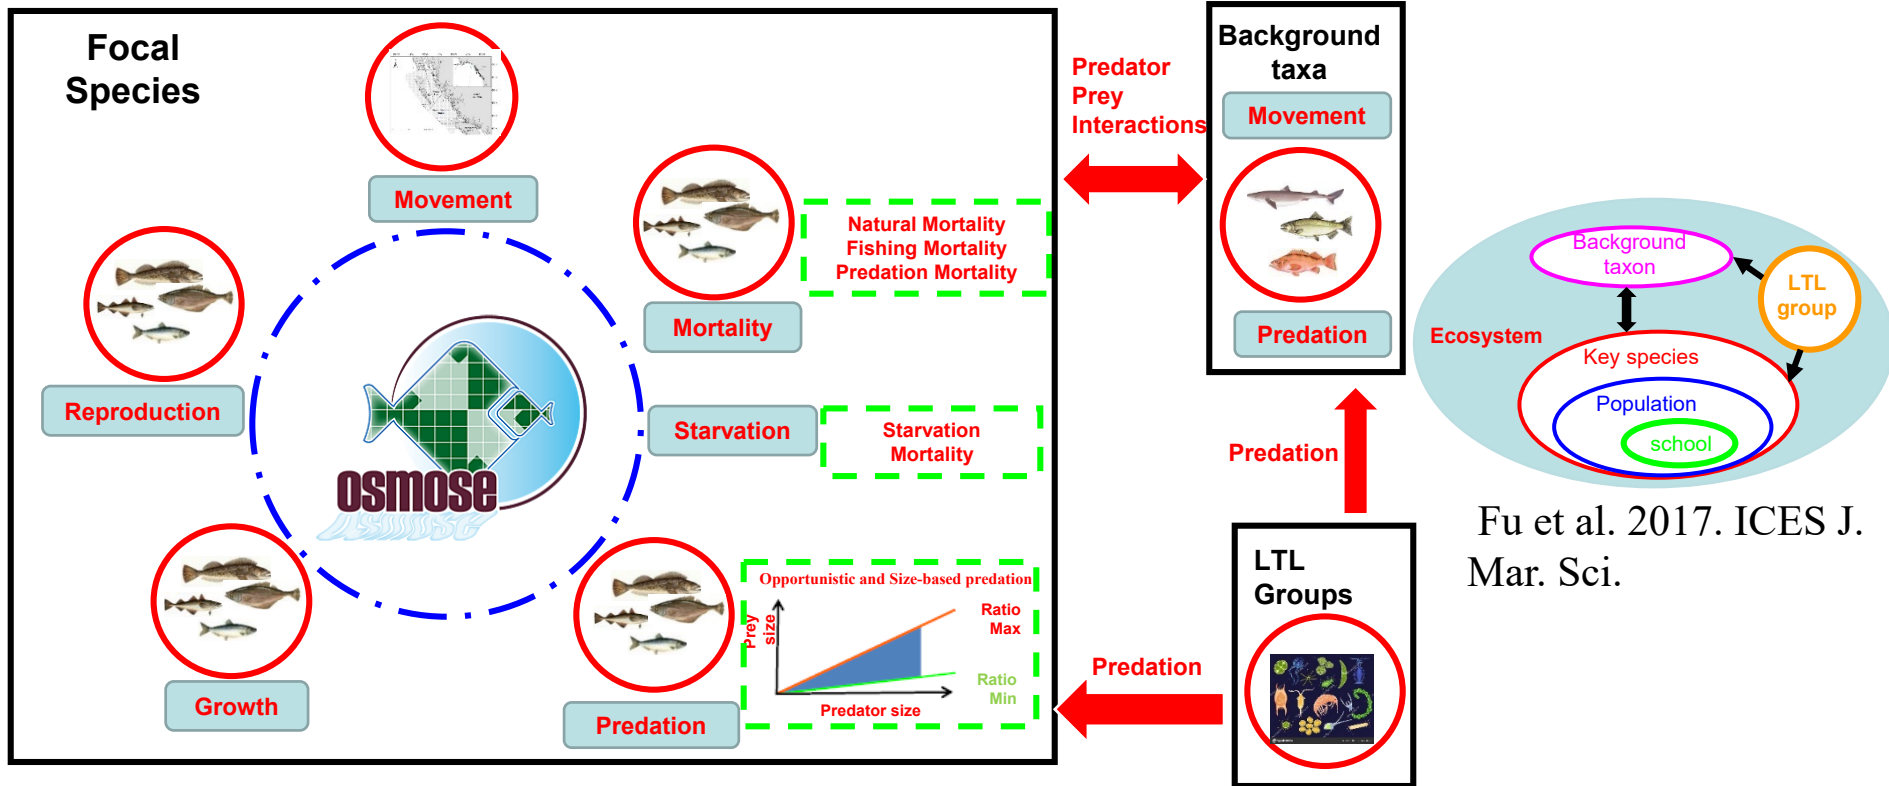 Focal
Species
Movement
Reproduction
Growth
Mortality
Natural Mortality
Fishing Mortality
Predation Mortality
Starvation
Starvation
Mortality
OSMOSE
Predation
Opportunistic and Size-based predation
Prey
size
Ratio
Max
Ratio
Min
Predator size
Predator
Prey
Interactions
Background
taxa
Movement
Predation
Predation
Predation
LTL
Groups
Background
taxon
LTL
group
Ecosystem
Key species
Population
school
Fu et al. 2017. ICES J.
Mar. Sci.